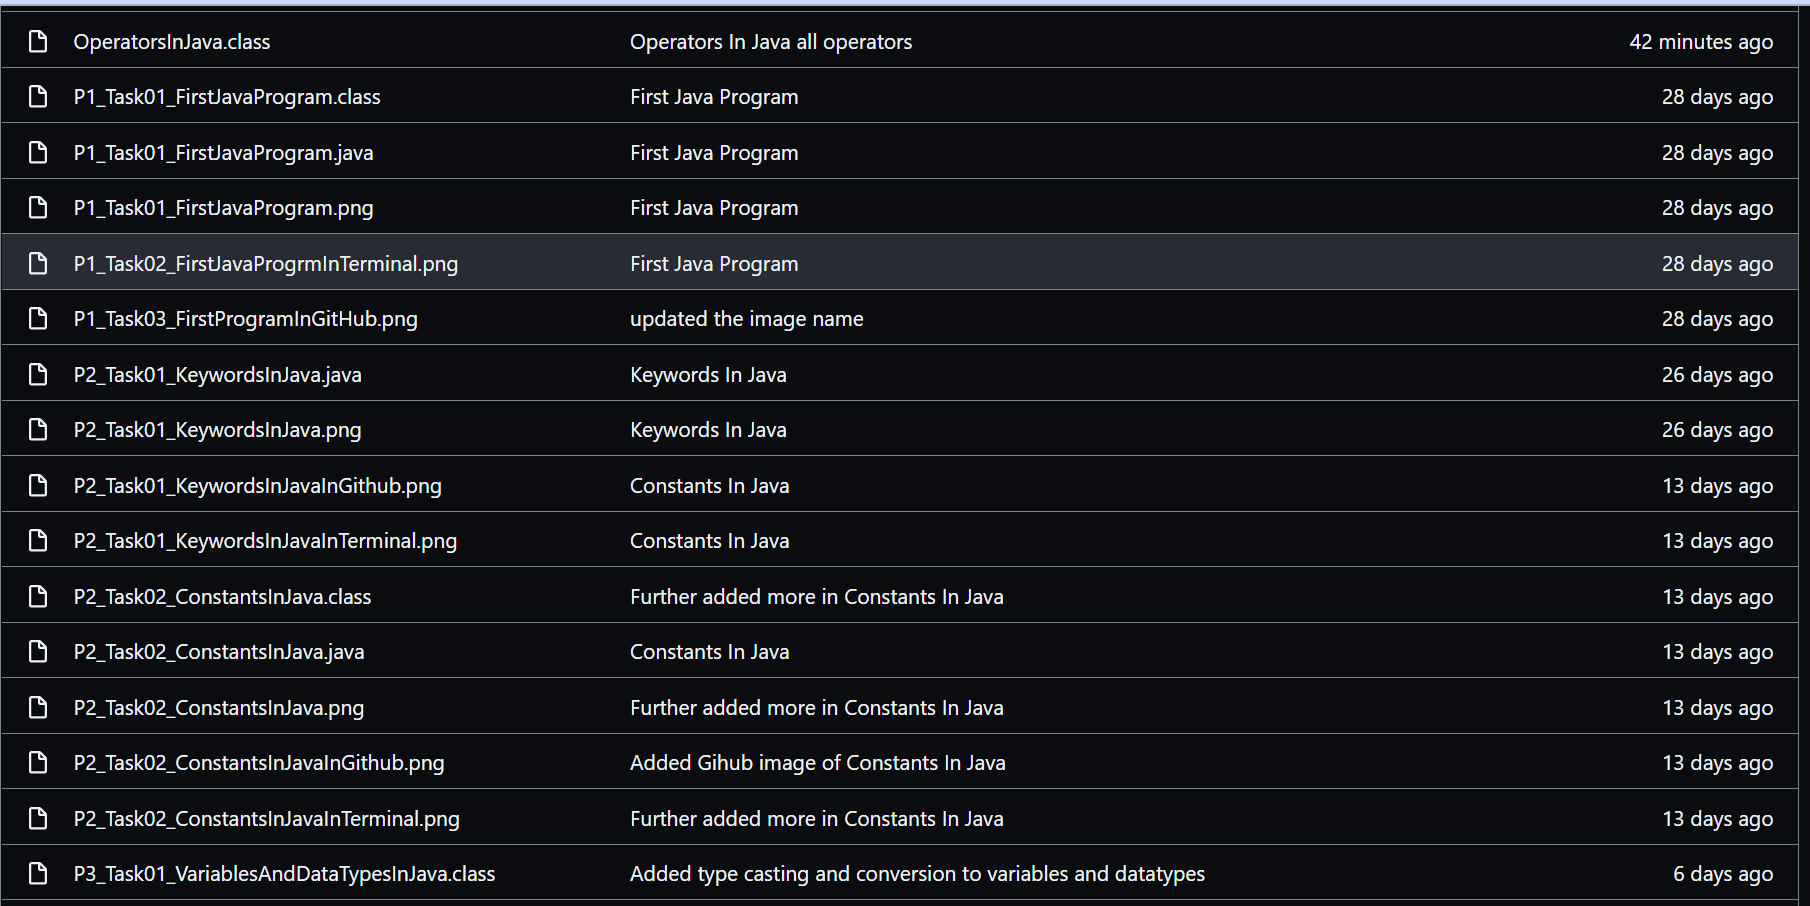 OperatorsInJava.class Operators In Java all operators 42 minutes ago
P1_Task01_FirstJavaProgram.class First Java Program 28 days ago
P1_Task01_FirstJavaProgram.java First Java Program 28 days ago
P1_Task01_FirstJavaProgram.png First Java Program 28 days ago
P1_Task02_FirstJavaProgrmInTerminal.png First Java Program 28 days ago
P1_Task03_FirstProgramInGitHub.png updated the image name 28 days ago
P2_Task01_KeywordsInJava.java Keywords In Java 26 days ago
P2_Task01_KeywordsInJava.png Keywords In Java 26 days ago
P2_Task01_KeywordsInJavaInGithub.png Constants In Java 13 days ago
P2_Task01_KeywordsInJavaInTerminal.png Constants In Java 13 days ago
P2_Task02_ConstantsInJava.class Further added more in Constants In Java 13 days ago
P2_Task02_ConstantsInJava.java Constants In Java 13 days ago
P2_Task02_ConstantsInJava.png Further added more in Constants In Java 13 days ago
P2_Task02_ConstantsInJavaInGithub.png Added Gihub image of Constants In Java 13 days ago
P2_Task02_ConstantsInJavaInTerminal.png Further added more in Constants In Java 13 days ago
P3_Task01_VariablesAndDataTypesInJava.class Added type casting and conversion to variables and datatypes 6 days ago